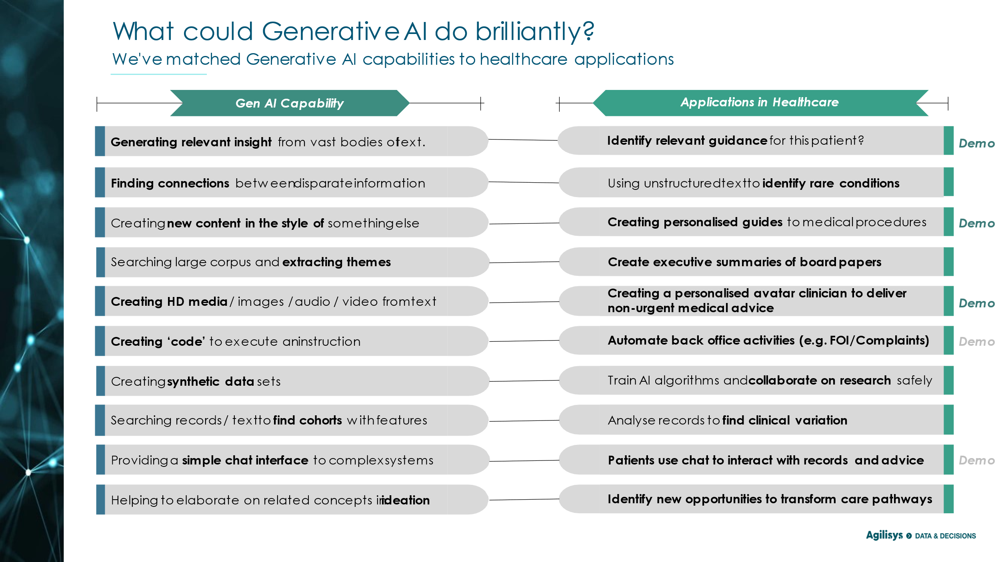 What could Generative AI do brilliantly?
We've matched Generative AI capabilities to healthcare applications
Gen AI Capability
Applications in Healthcare
Generating relevant insight from vast bodies of text.
Identify relevant guidance for this patient?
Demo
Finding connections between disparate information
Using unstructured text to identify rare conditions
Creating new content in the style of something else
Creating personalised guides to medical procedures
Demo
Searching large corpus and extracting themes
Create executive summaries of board papers
Creating HD media / images / audio / video from text
Creating a personalised avatar clinician to deliver
non-urgent medical advice
Demo
Creating ‘code’ to execute an instruction
Automate back office activities (e.g. FOI/Complaints)
Demo
Creating synthetic data sets
Train AI algorithms and collaborate on research safely
Searching records / text to find cohorts with features
Analyse records to find clinical variation
Providing a simple chat interface to complex systems
Patients use chat to interact with records and advice
Demo
Helping to elaborate on related concepts in ideation
Identify new opportunities to transform care pathways
Agilisys DATA & DECISIONS